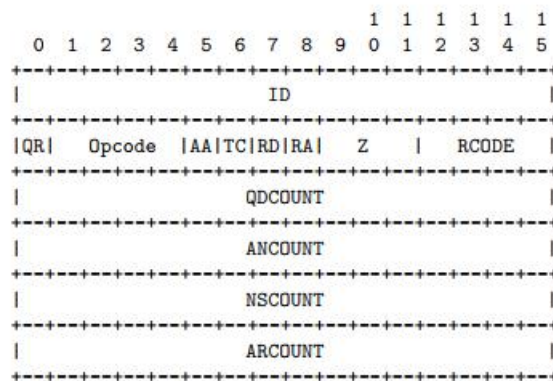 1  1  1  1  1  1
  0  1  2  3  4  5  6  7  8  9  0  1  2  3  4  5
+--+--+--+--+--+--+--+--+--+--+--+--+--+--+--+--+
|                      ID                       |
+--+--+--+--+--+--+--+--+--+--+--+--+--+--+--+--+
|QR|   Opcode  |AA|TC|RD|RA|   Z    |   RCODE   |
+--+--+--+--+--+--+--+--+--+--+--+--+--+--+--+--+
|                    QDCOUNT                    |
+--+--+--+--+--+--+--+--+--+--+--+--+--+--+--+--+
|                    ANCOUNT                    |
+--+--+--+--+--+--+--+--+--+--+--+--+--+--+--+--+
|                    NSCOUNT                    |
+--+--+--+--+--+--+--+--+--+--+--+--+--+--+--+--+
|                    ARCOUNT                    |
+--+--+--+--+--+--+--+--+--+--+--+--+--+--+--+--+